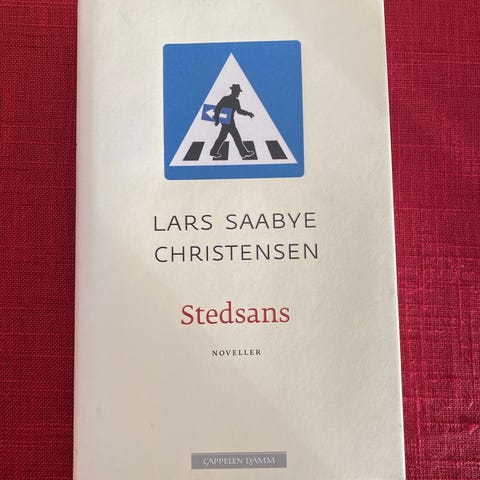 LARS SAABYE
CHRISTENSEN
Stedsans
NOVELLER
CAPPELEN DAMM